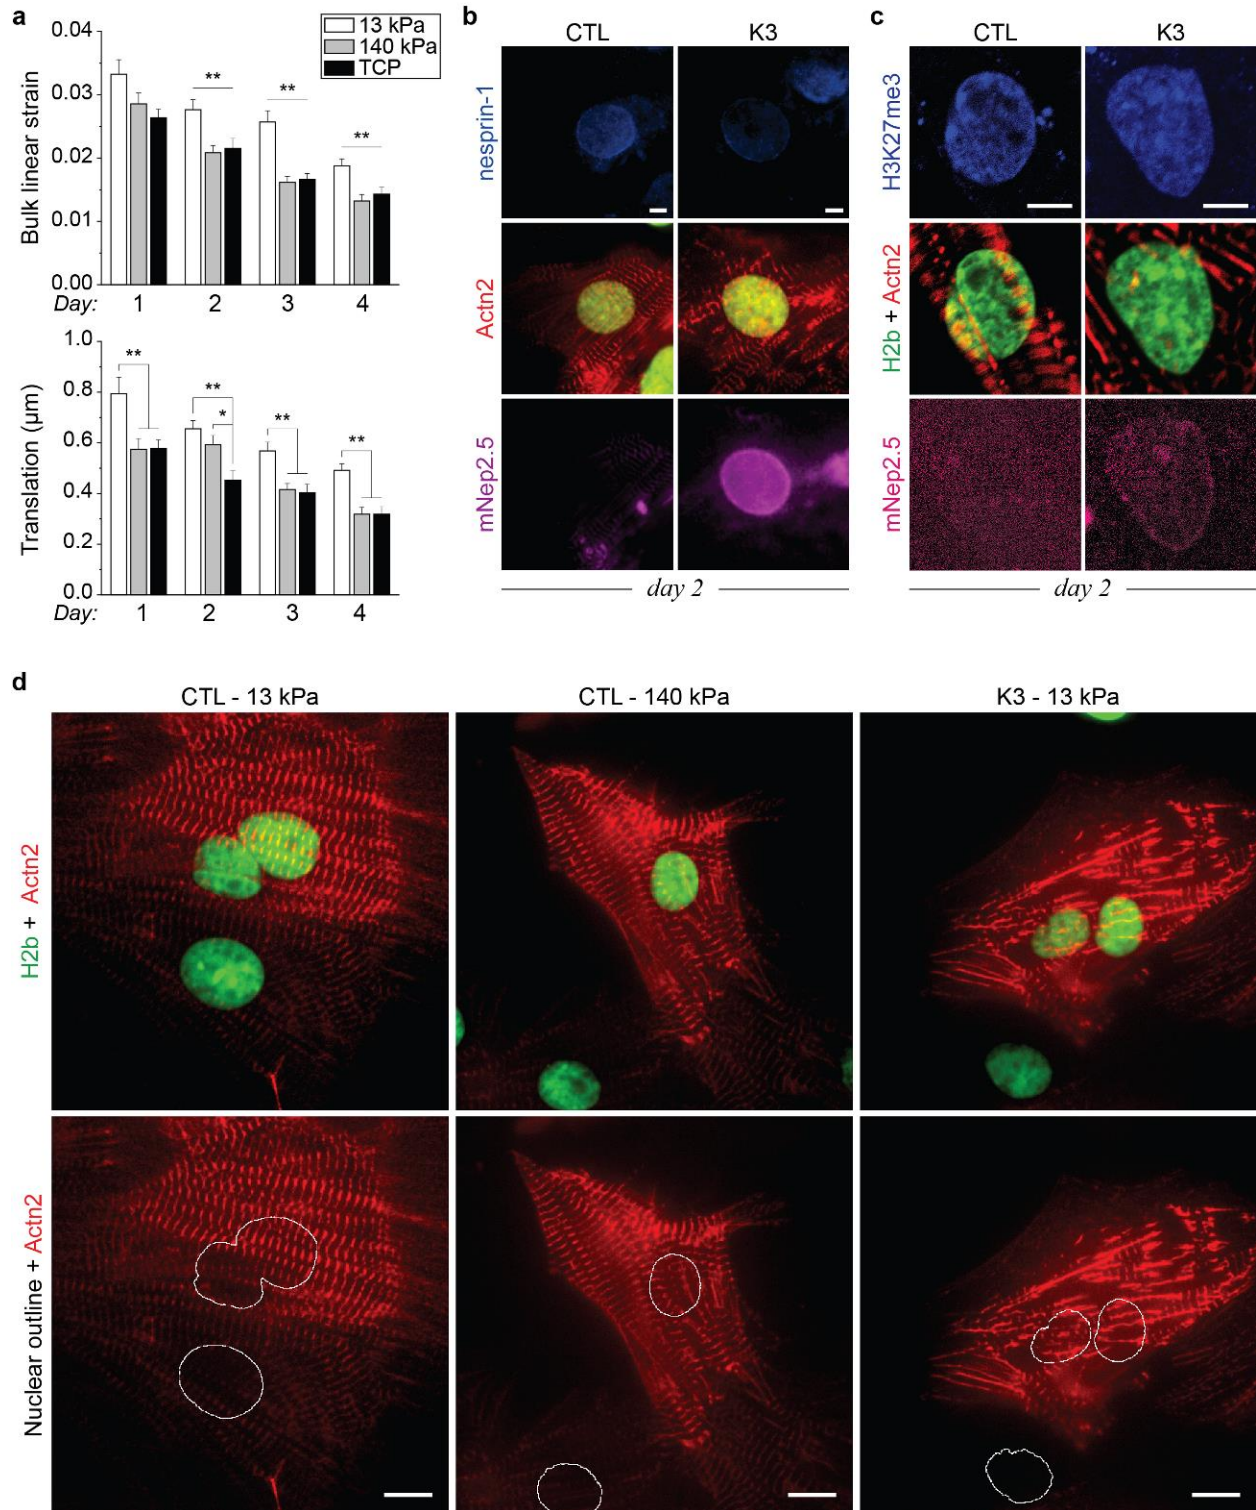 a
13 kPa
140 kPa
TCP
0.04
0.03
0.02
0.01
0.00
Bulk linear strain
** ** **
Day: 1 2 3 4
1.0
0.8
0.6
0.4
0.2
0.0
Translation (µm)
** ** * ** **
Day: 1 2 3 4
b
CTL K3
nesprin-1
Actn2
mNep2.5
day 2
c
CTL K3
H3K27me3
H2b + Actn2
mNep2.5
day 2
d
CTL - 13 kPa CTL - 140 kPa K3 - 13 kPa
H2b + Actn2
Nuclear outline + Actn2